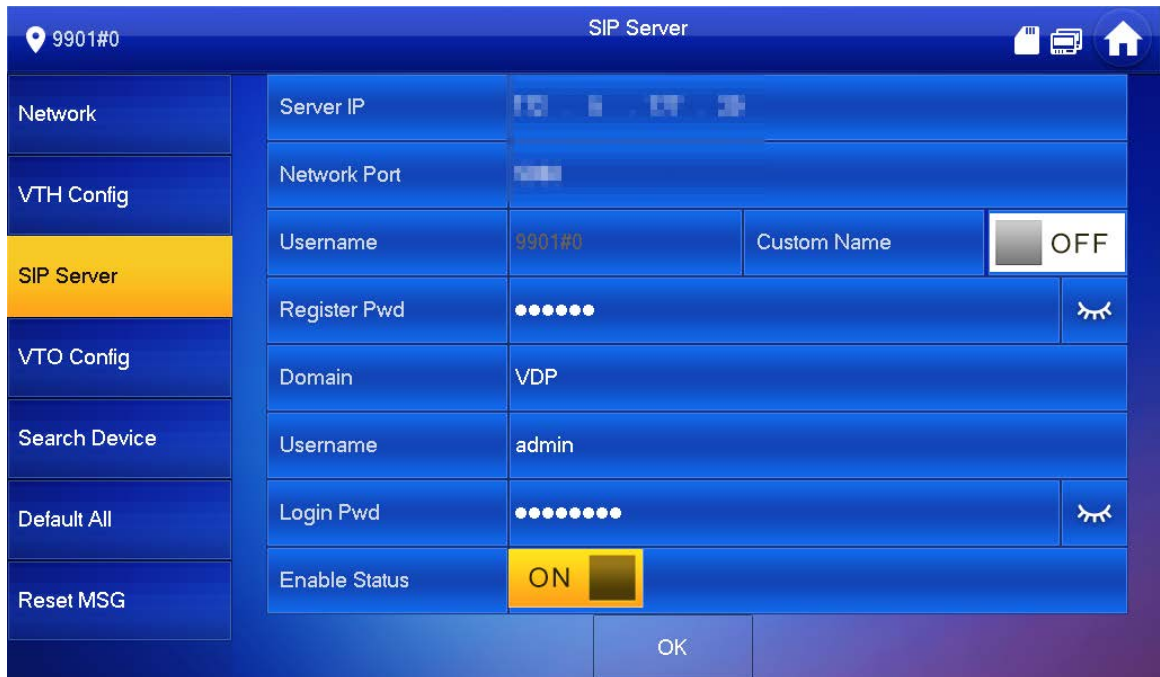 9901#0
SIP Server
Network
VTH Config
SIP Server
VTO Config
Search Device
Default All
Reset MSG
Server IP
Network Port
Username 9901#0 Custom Name OFF
Register Pwd ●●●●●●
Domain VDP
Username admin
Login Pwd ●●●●●●●●
Enable Status ON
OK